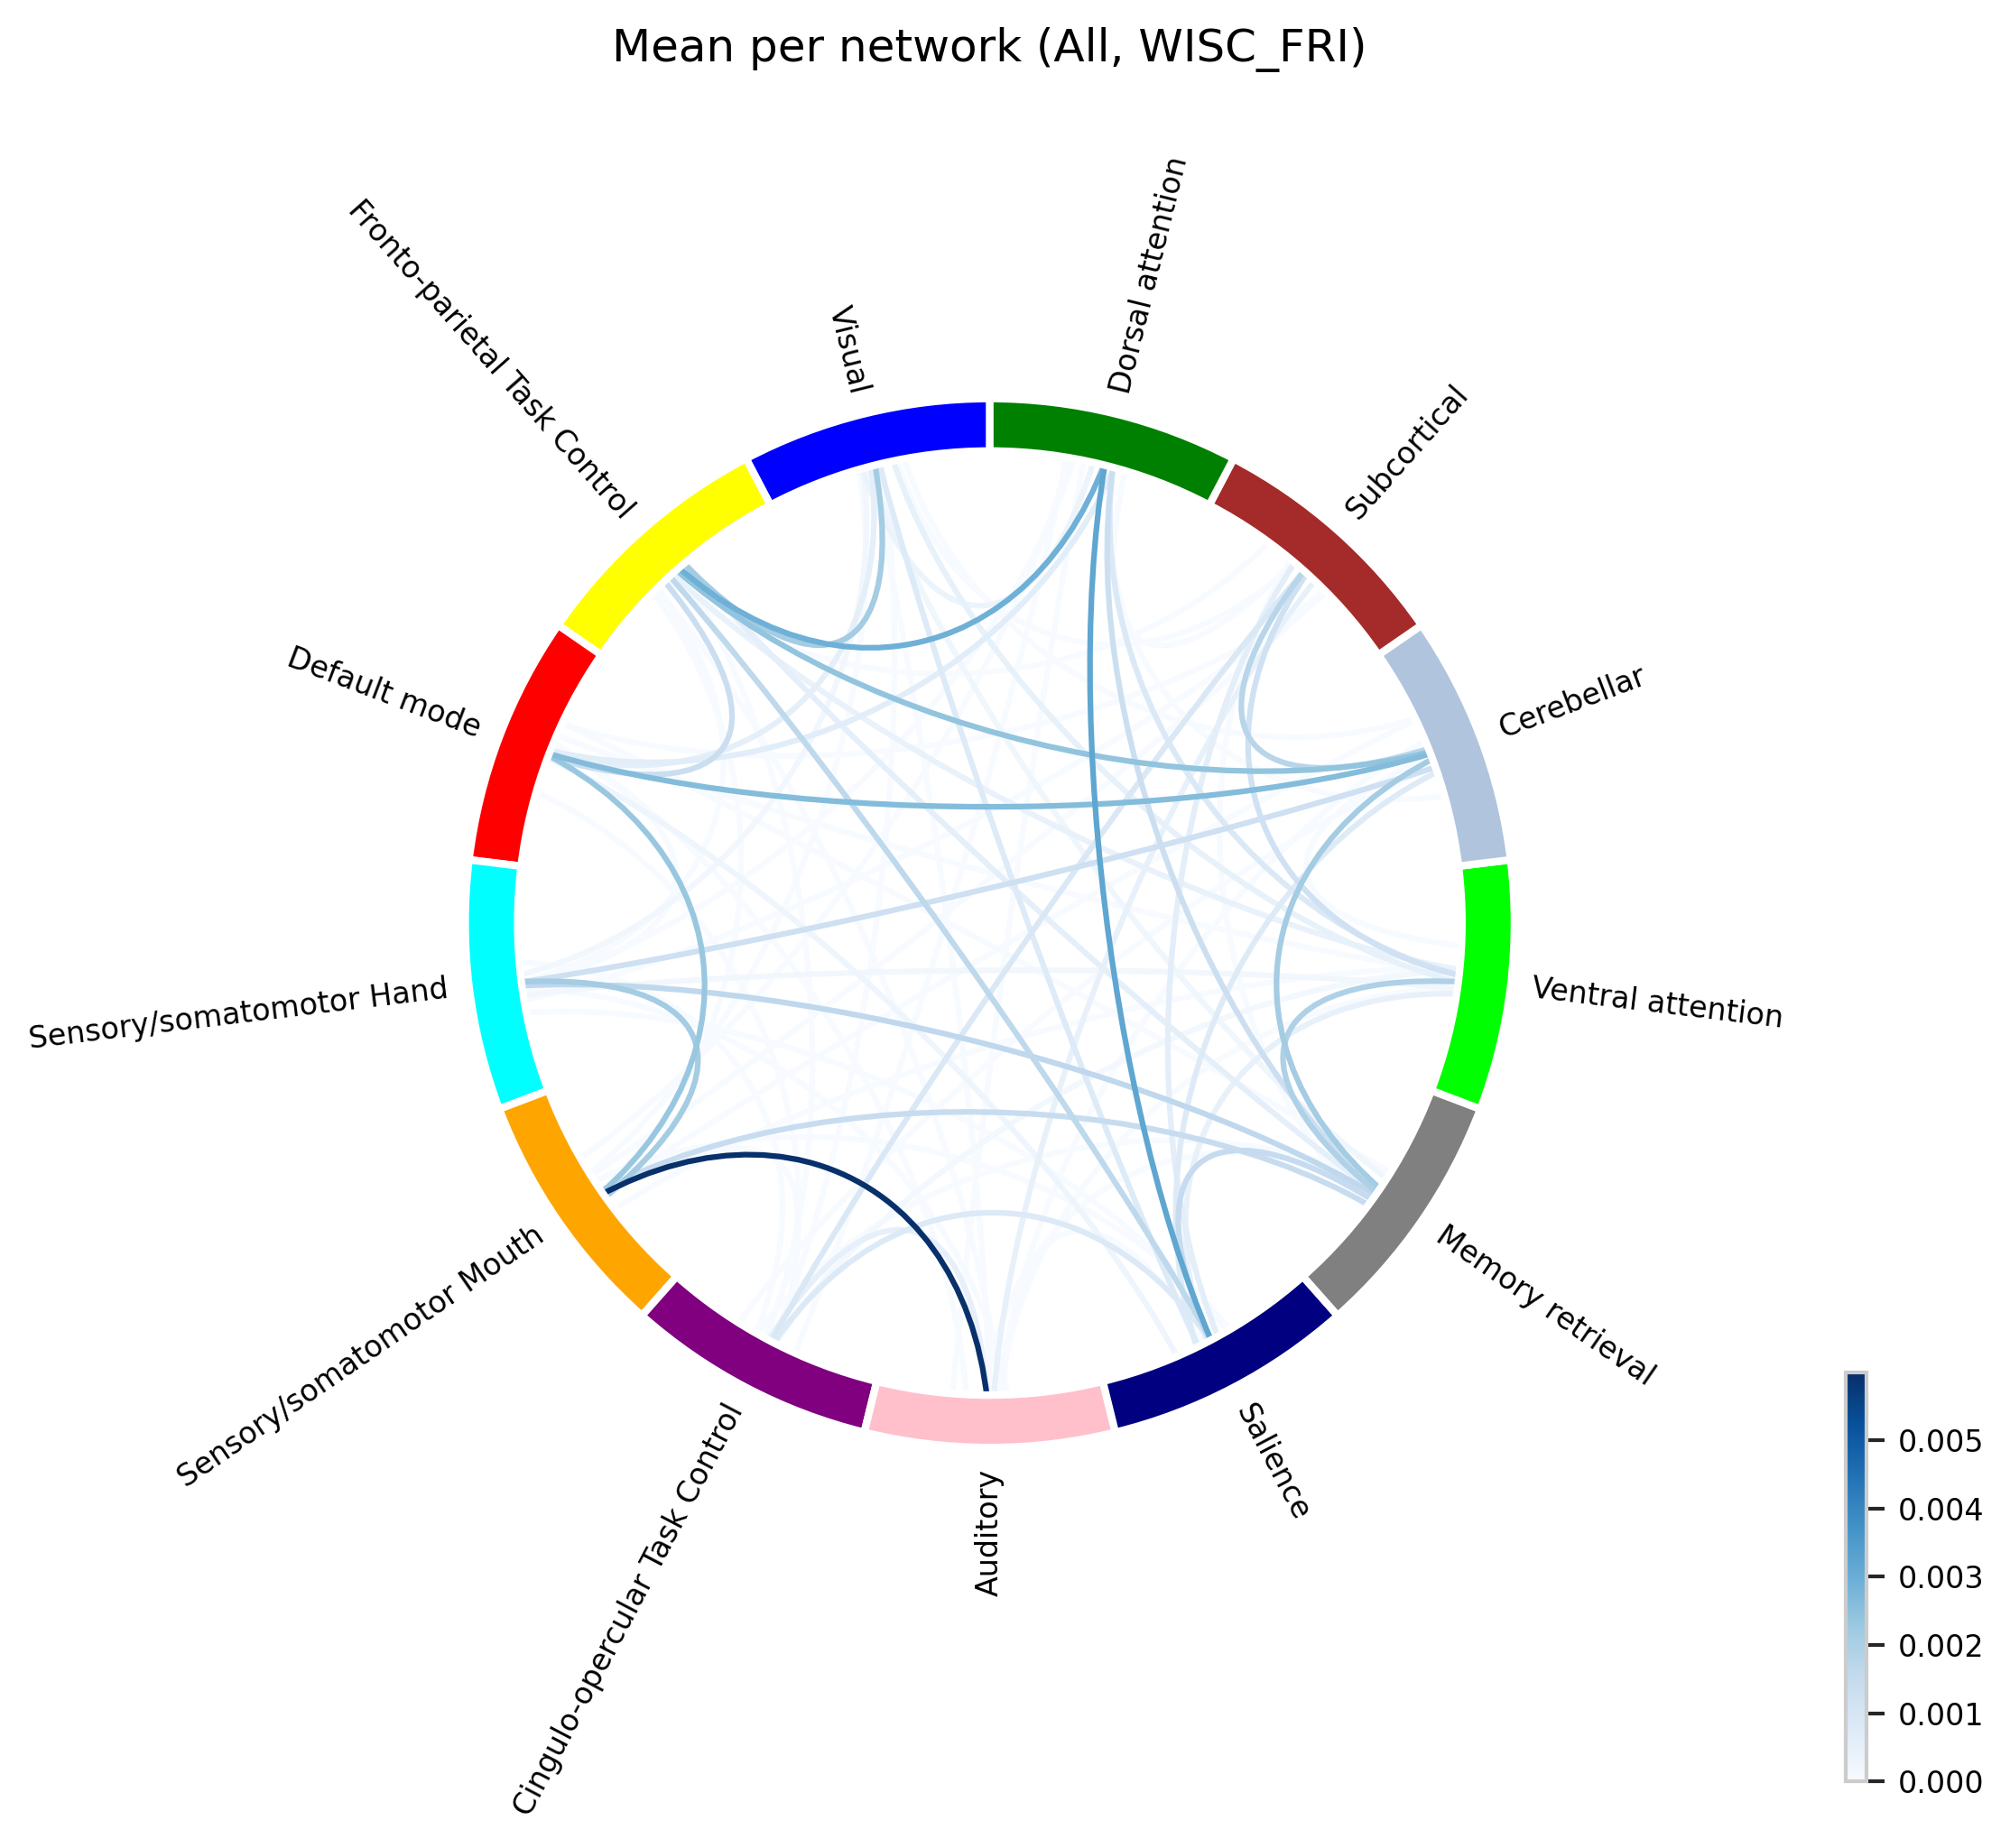 Mean per network (All, WISC_FRI)
Dorsal attention
Visual
Fronto-parietal Task Control
Subcortical
Default mode
Cerebellar
Sensory/somatomotor Hand
Ventral attention
Sensory/somatomotor Mouth
Memory retrieval
Cingulo-opercular Task Control
Auditory
Salience
0.005
0.004
0.003
0.002
0.001
0.000